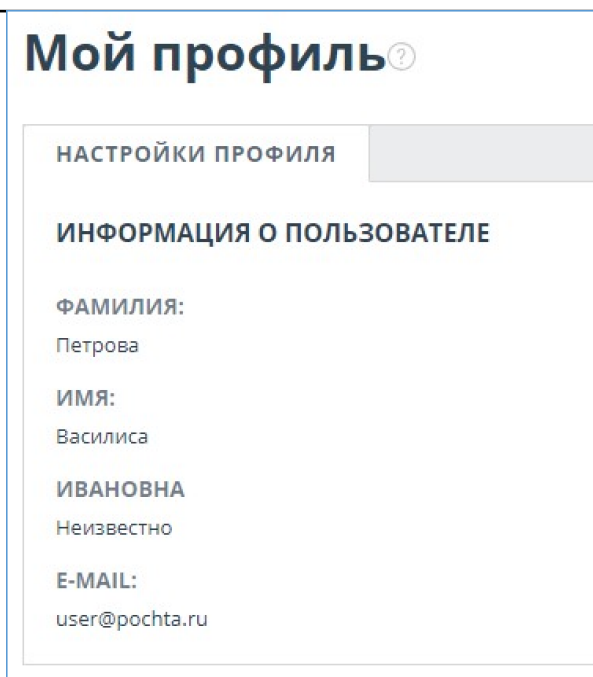 Мой профиль
НАСТРОЙКИ ПРОФИЛЯ
ИНФОРМАЦИЯ О ПОЛЬЗОВАТЕЛЕ
ФАМИЛИЯ:
Петрова
ИМЯ:
Василиса
ИВАНОВНА
Неизвестно
E-MAIL:
user@pochta.ru